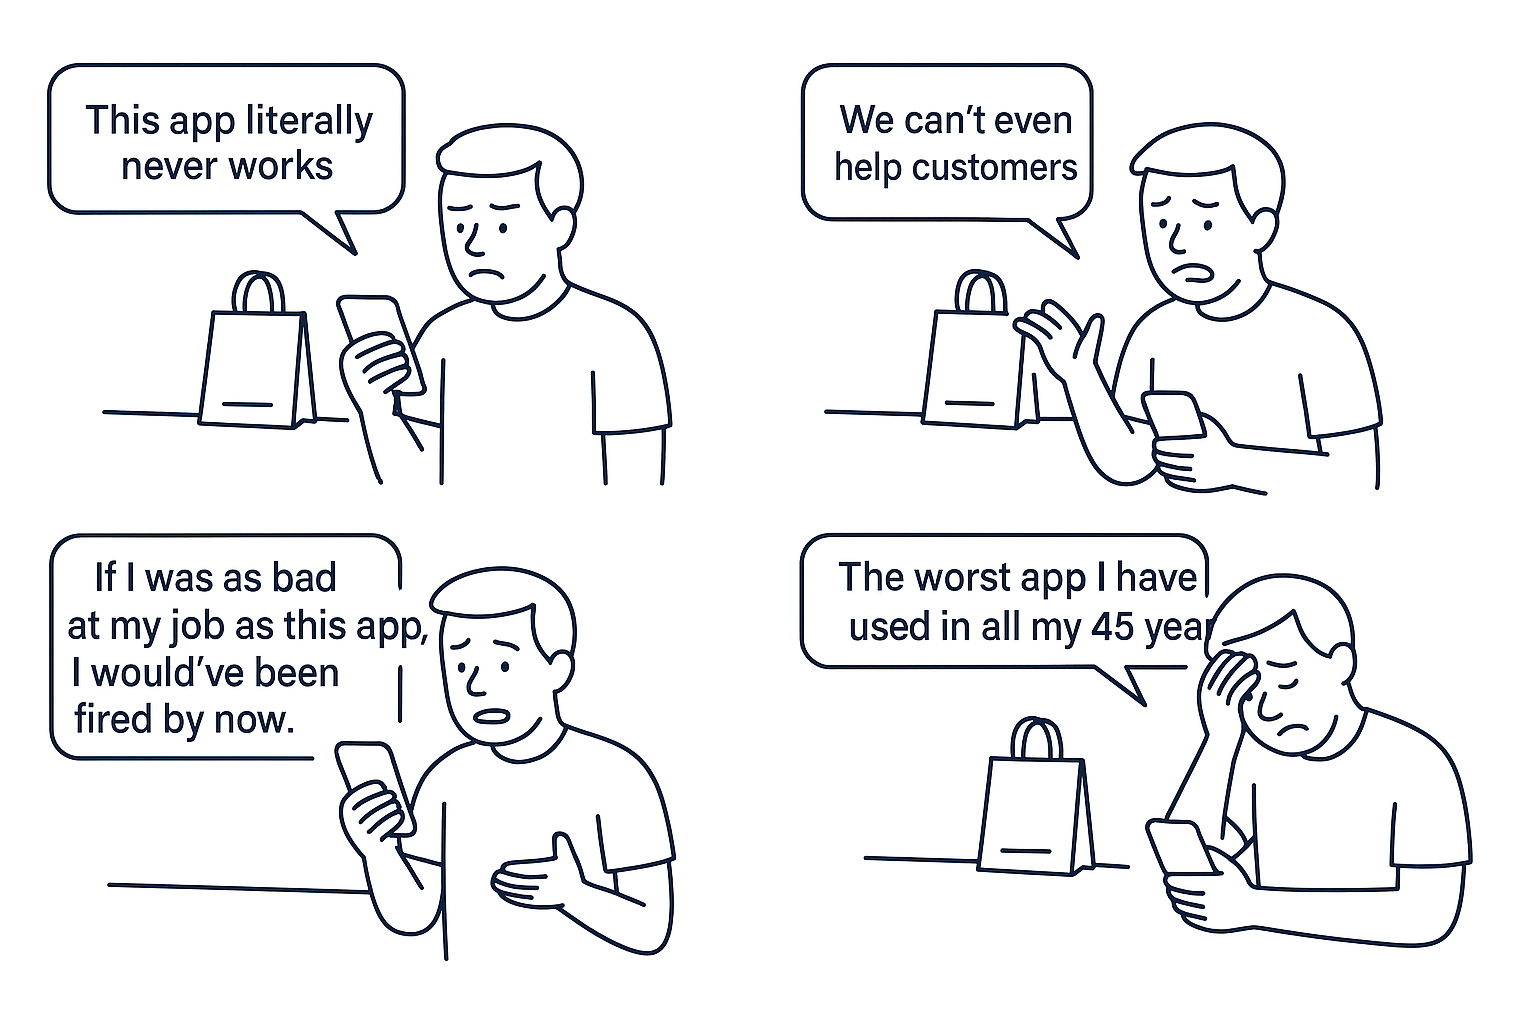 This app literally
never works
We can't even
help customers
If I was as bad
at my job as this app,
I would've been
fired by now.
The worst app I have
used in all my 45 year